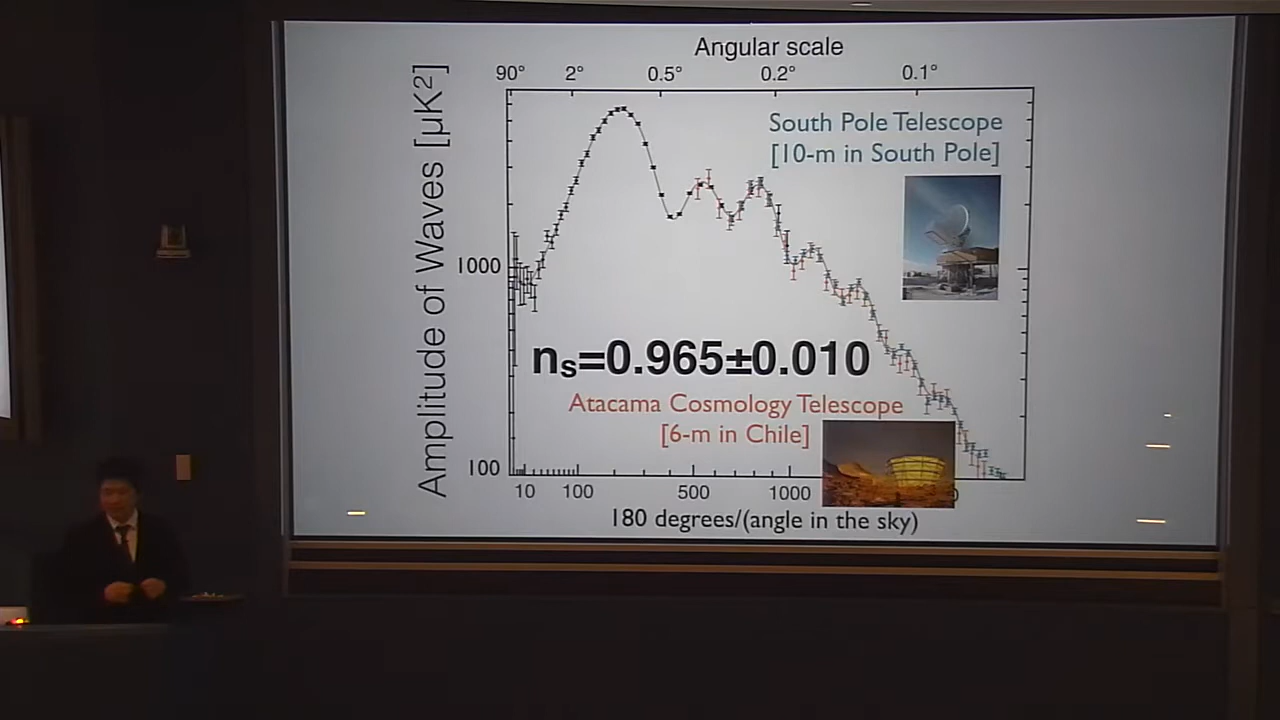 Angular scale
90° 2° 0.5° 0.2° 0.1°
Amplitude of Waves [μK2]
South Pole Telescope
[10-m in South Pole]
1000
ns=0.965±0.010
Atacama Cosmology Telescope
[6-m in Chile]
100
10 100 500 1000
180 degrees/(angle in the sky)